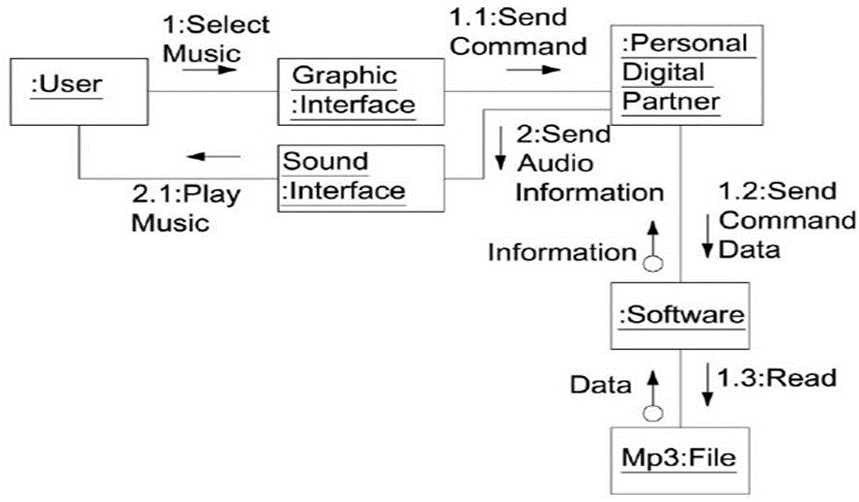 1:Select
Music
1.1:Send
Command
:User
Graphic
:Interface
:Personal
Digital
Partner
Sound
:Interface
2.1:Play
Music
2:Send
Audio
Information
1.2:Send
Command
Data
Information
:Software
Data
1.3:Read
Mp3:File